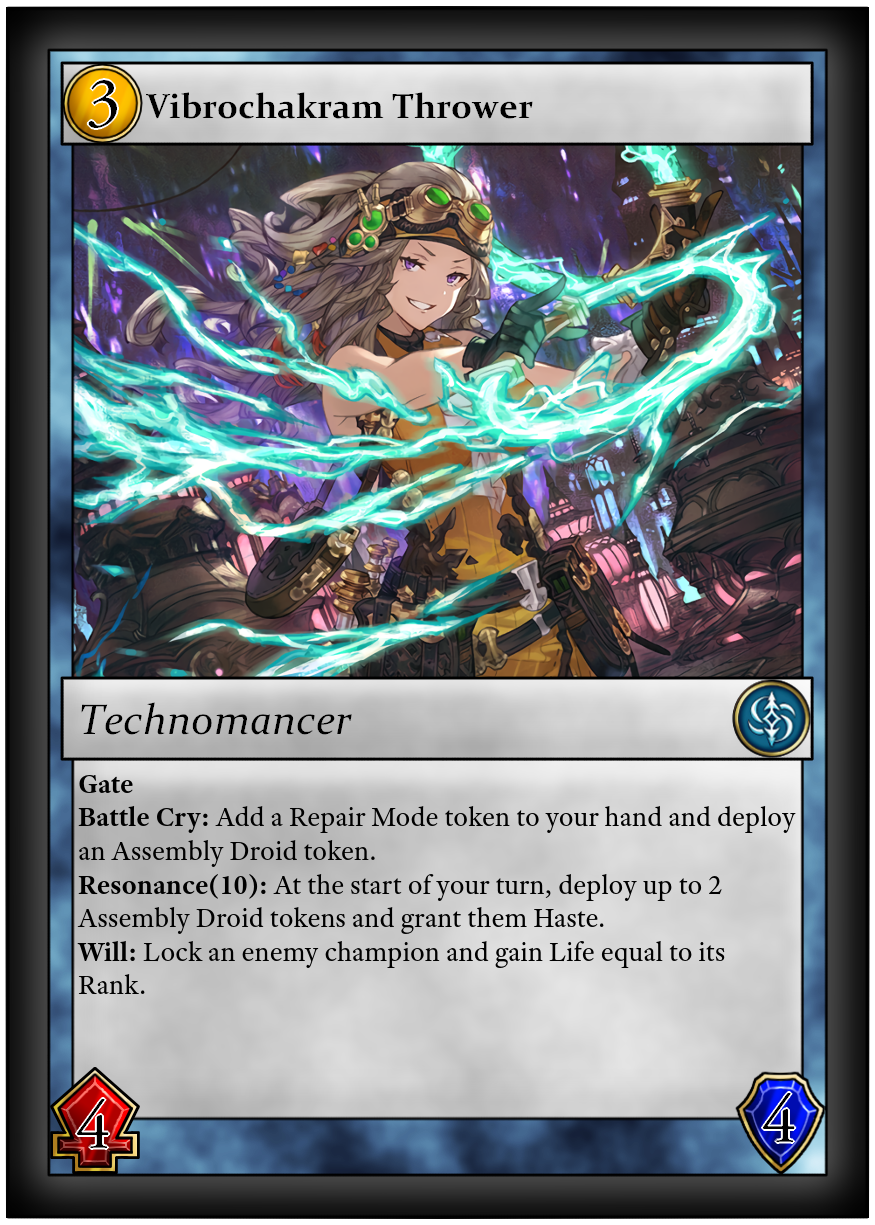 3 Vibrochakram Thrower
Technomancer
Gate
Battle Cry: Add a Repair Mode token to your hand and deploy
an Assembly Droid token.
Resonance(10): At the start of your turn, deploy up to 2
Assembly Droid tokens and grant them Haste.
Will: Lock an enemy champion and gain Life equal to its
Rank.
4 4